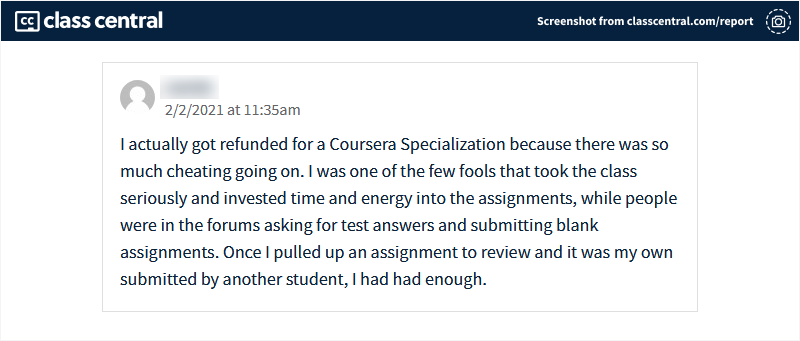 cc class central
Screenshot from classcentral.com/report
2/2/2021 at 11:35am
I actually got refunded for a Coursera Specialization because there was so
much cheating going on. I was one of the few fools that took the class
seriously and invested time and energy into the assignments, while people
were in the forums asking for test answers and submitting blank
assignments. Once I pulled up an assignment to review and it was my own
submitted by another student, I had had enough.